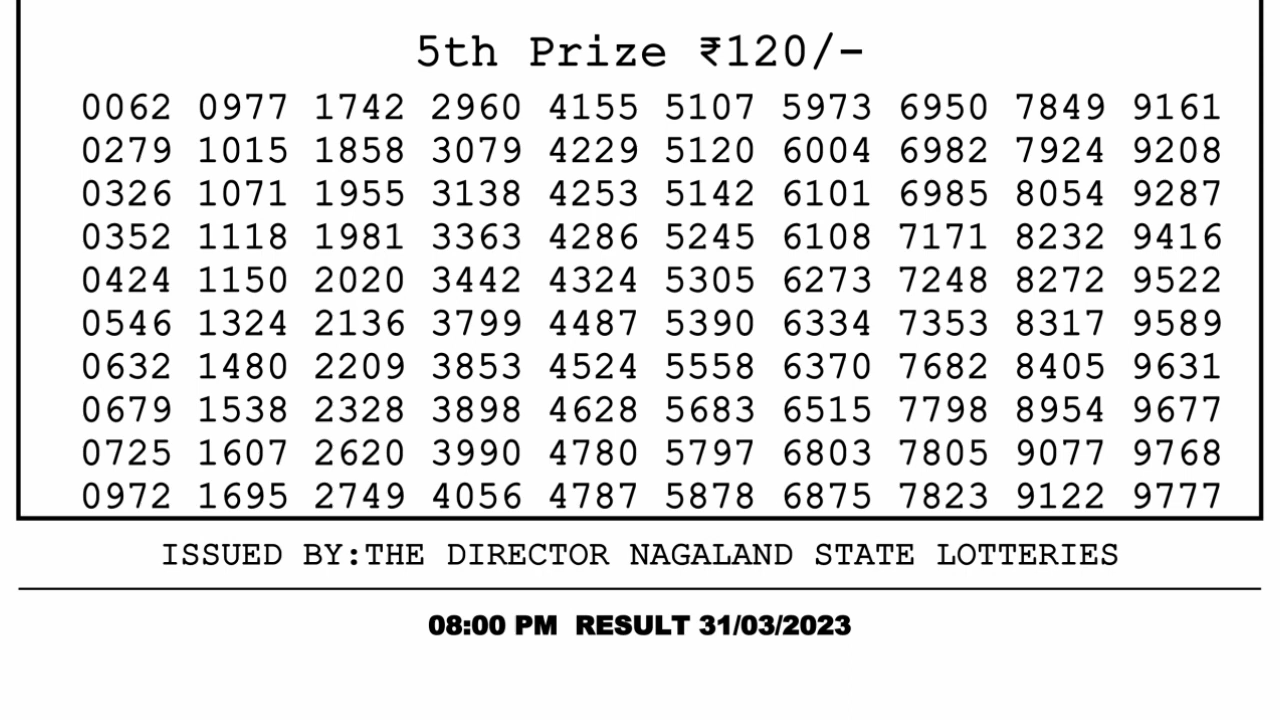 5th Prize ₹120/-
0062 0977 1742 2960 4155 5107 5973 6950 7849 9161
0279 1015 1858 3079 4229 5120 6004 6982 7924 9208
0326 1071 1955 3138 4253 5142 6101 6985 8054 9287
0352 1118 1981 3363 4286 5245 6108 7171 8232 9416
0424 1150 2020 3442 4324 5305 6273 7248 8272 9522
0546 1324 2136 3799 4487 5390 6334 7353 8317 9589
0632 1480 2209 3853 4524 5558 6370 7682 8405 9631
0679 1538 2328 3898 4628 5683 6515 7798 8954 9677
0725 1607 2620 3990 4780 5797 6803 7805 9077 9768
0972 1695 2749 4056 4787 5878 6875 7823 9122 9777
ISSUED BY:THE DIRECTOR NAGALAND STATE LOTTERIES
08:00 PM RESULT 31/03/2023